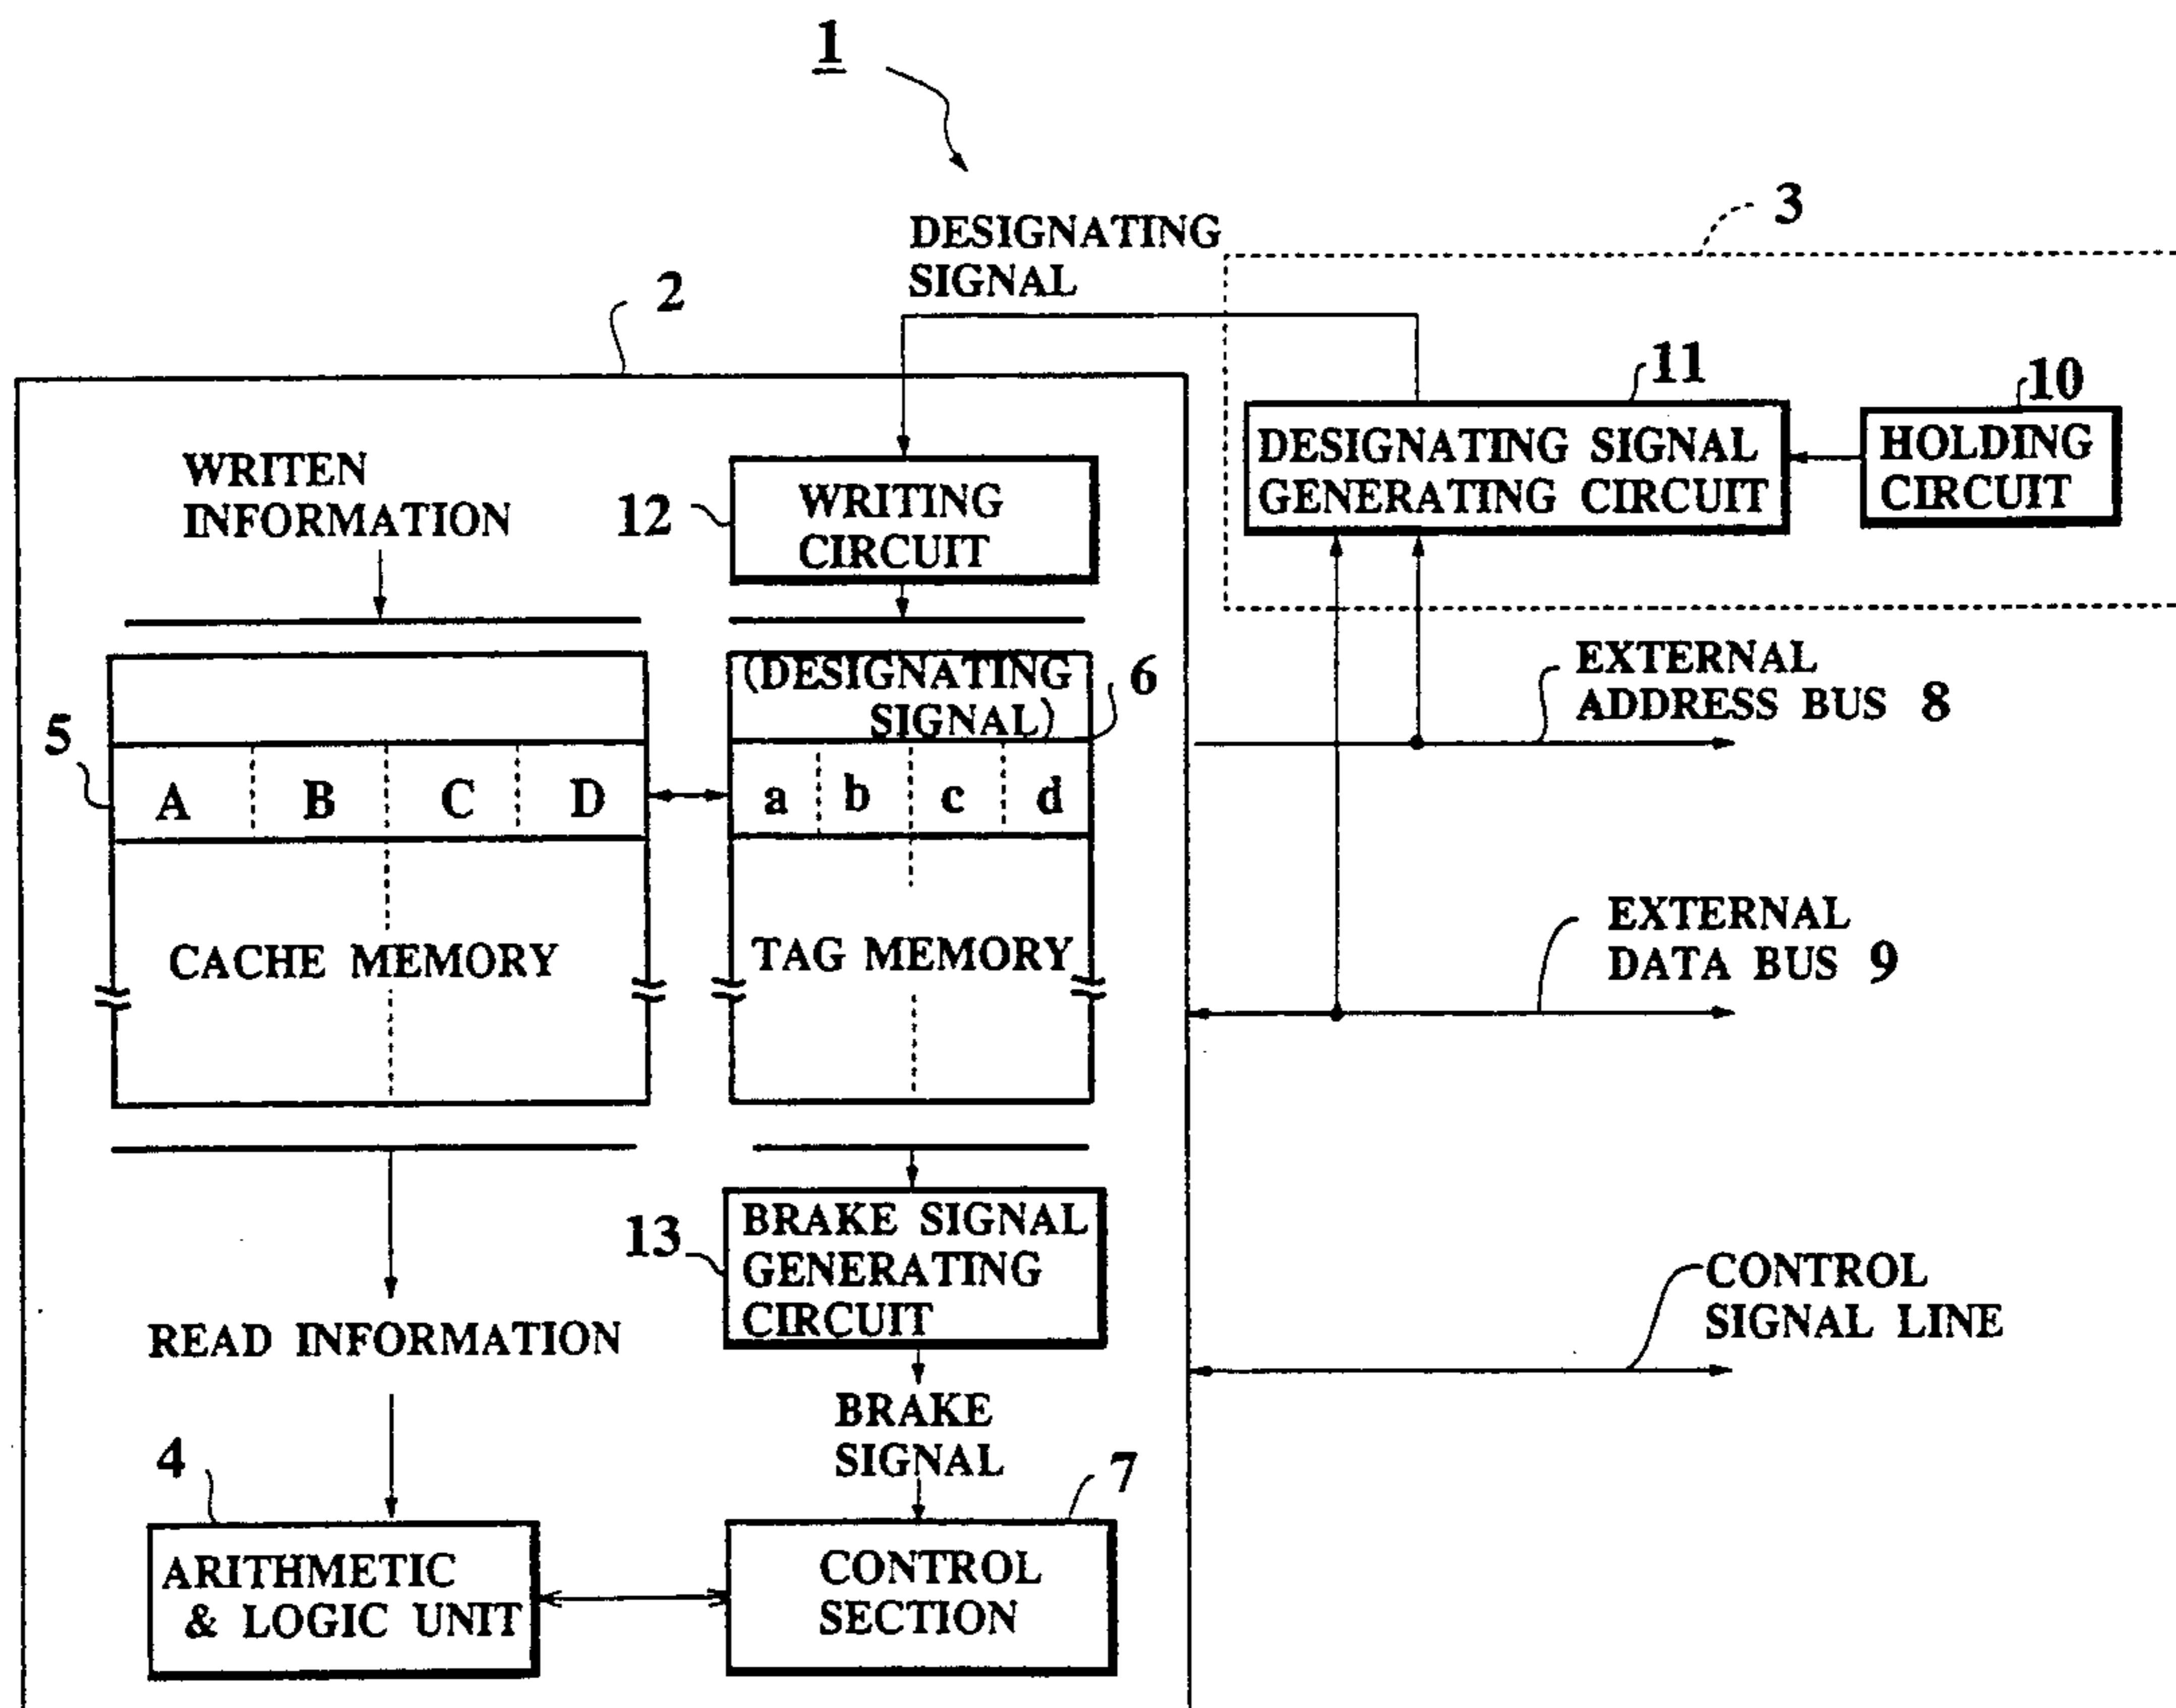 1
3
DESIGNATING
SIGNAL
2
11
10
DESIGNATING SIGNAL
GENERATING CIRCUIT
HOLDING
CIRCUIT
WRITEN
INFORMATION
12
WRITING
CIRCUIT
(DESIGNATING
SIGNAL)
6
EXTERNAL
ADDRESS BUS 8
5
A B C D
a b c d
EXTERNAL
DATA BUS 9
CACHE MEMORY
TAG MEMORY
13
BRAKE SIGNAL
GENERATING
CIRCUIT
CONTROL
SIGNAL LINE
READ INFORMATION
BRAKE
SIGNAL
4
7
ARITHMETIC
& LOGIC UNIT
CONTROL
SECTION